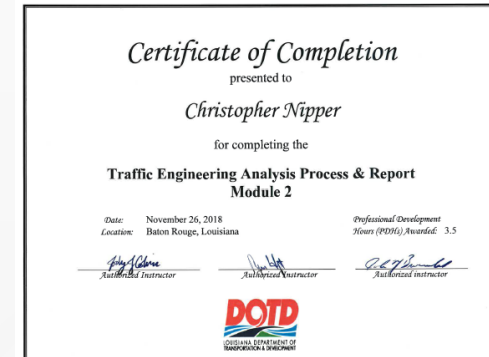 Certificate of Completion
presented to
Christopher Nipper
for completing the
Traffic Engineering Analysis Process & Report
Module 2
Date: November 26, 2018
Location: Baton Rouge, Louisiana
Professional Development
Hours (PDHs) Awarded: 3.5
Authorized Instructor
Authorized Instructor
Authorized instructor
DOTD
LOUISIANA DEPARTMENT OF
TRANSPORTATION & DEVELOPMENT